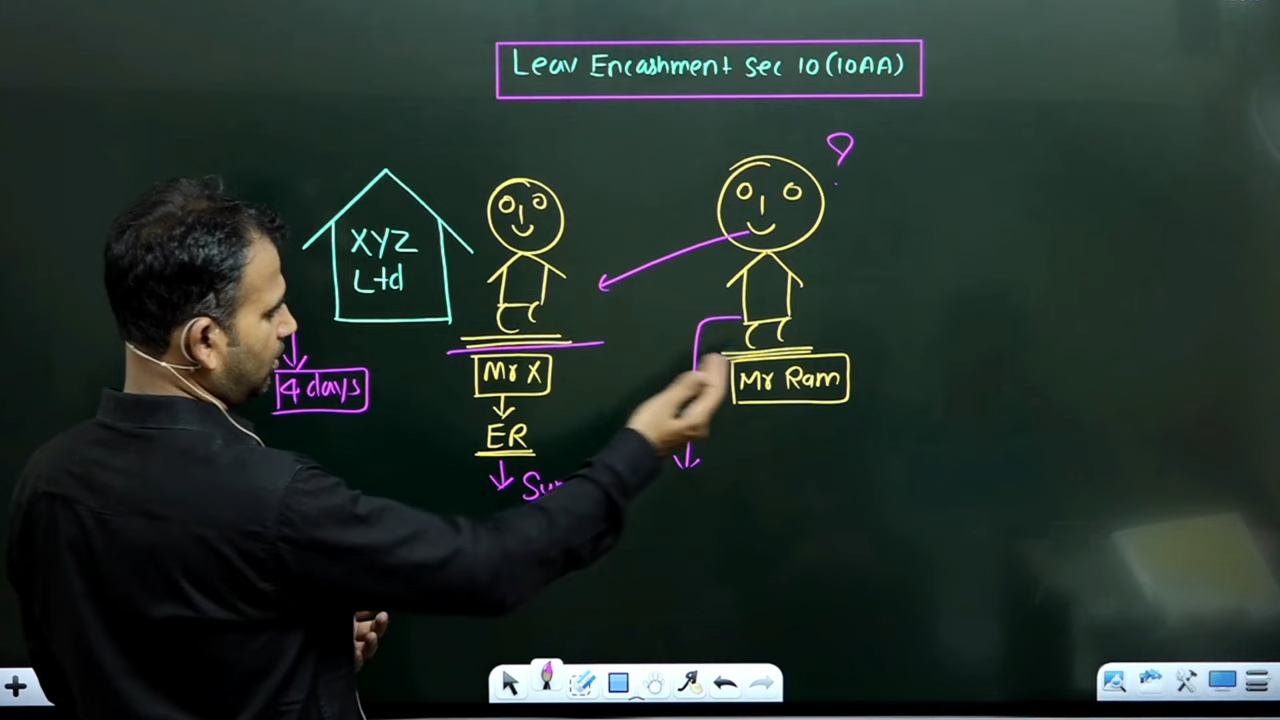 Leav Encashment Sec 10(10AA)
XYZ
Ltd
4 days
Mr X
ER
Mr Ram
?